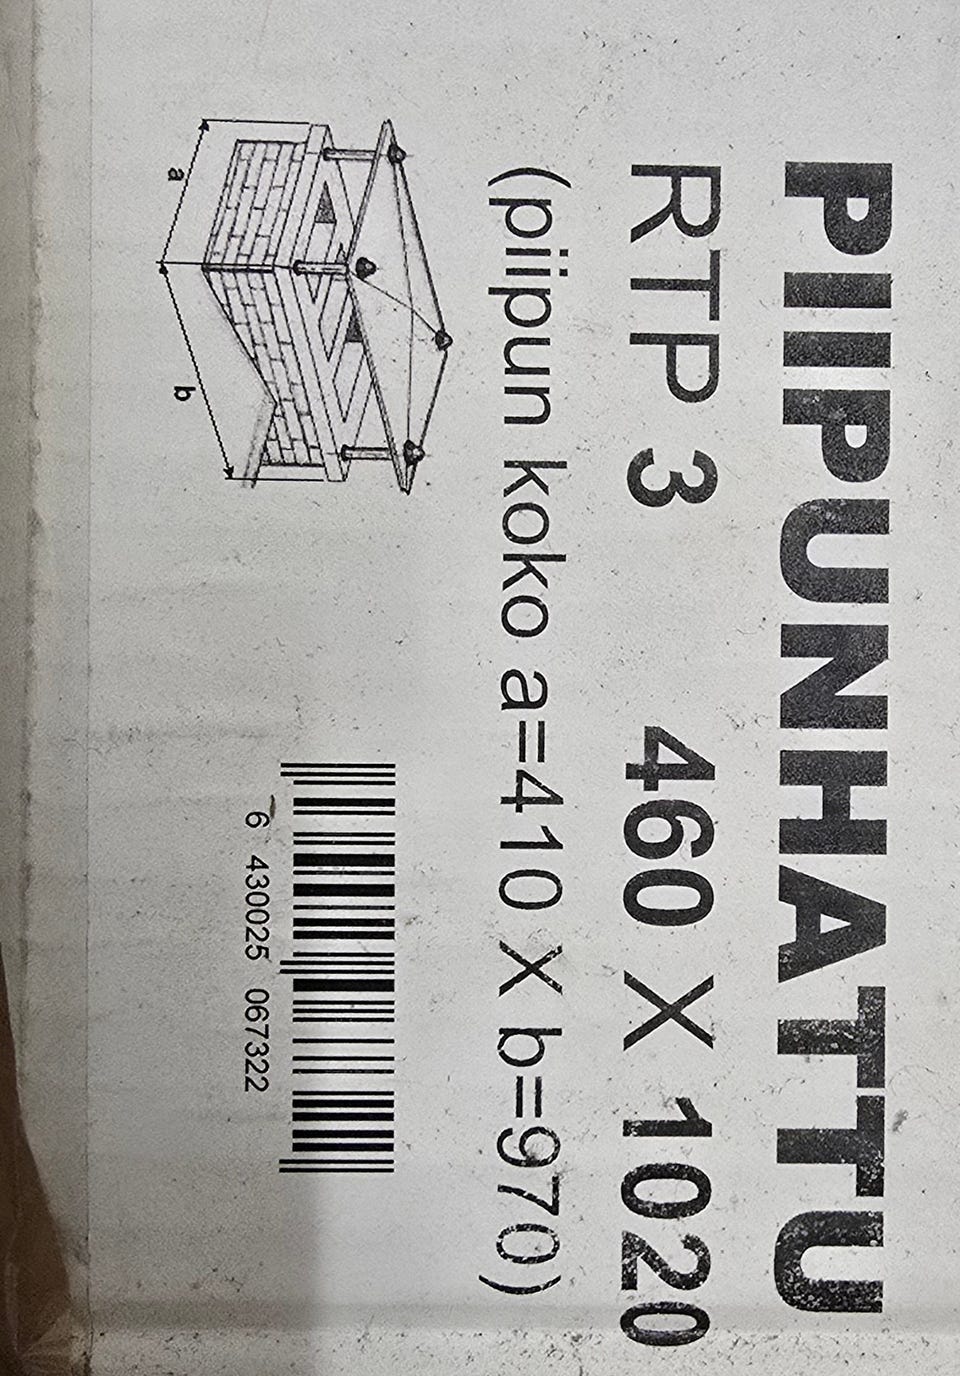 PIIPUNHATTU
RTP 3 460 X 1020
(piipun koko a=410 X b=970)
a
b
6 430025 067322